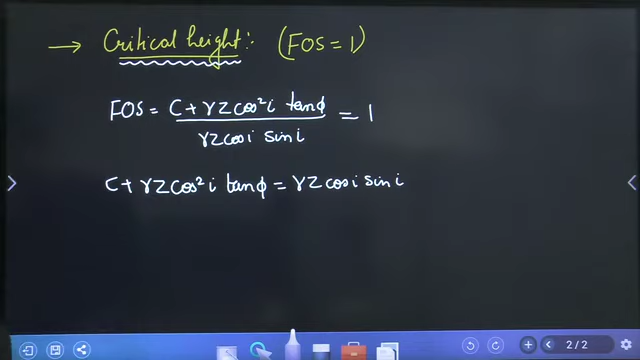 → Critical height:- (FOS = 1)
FOS = C + γZcos²i tanϕ / γZcosi sini = 1
C + γZcos²i tanϕ = γZcosi sini
2 / 2